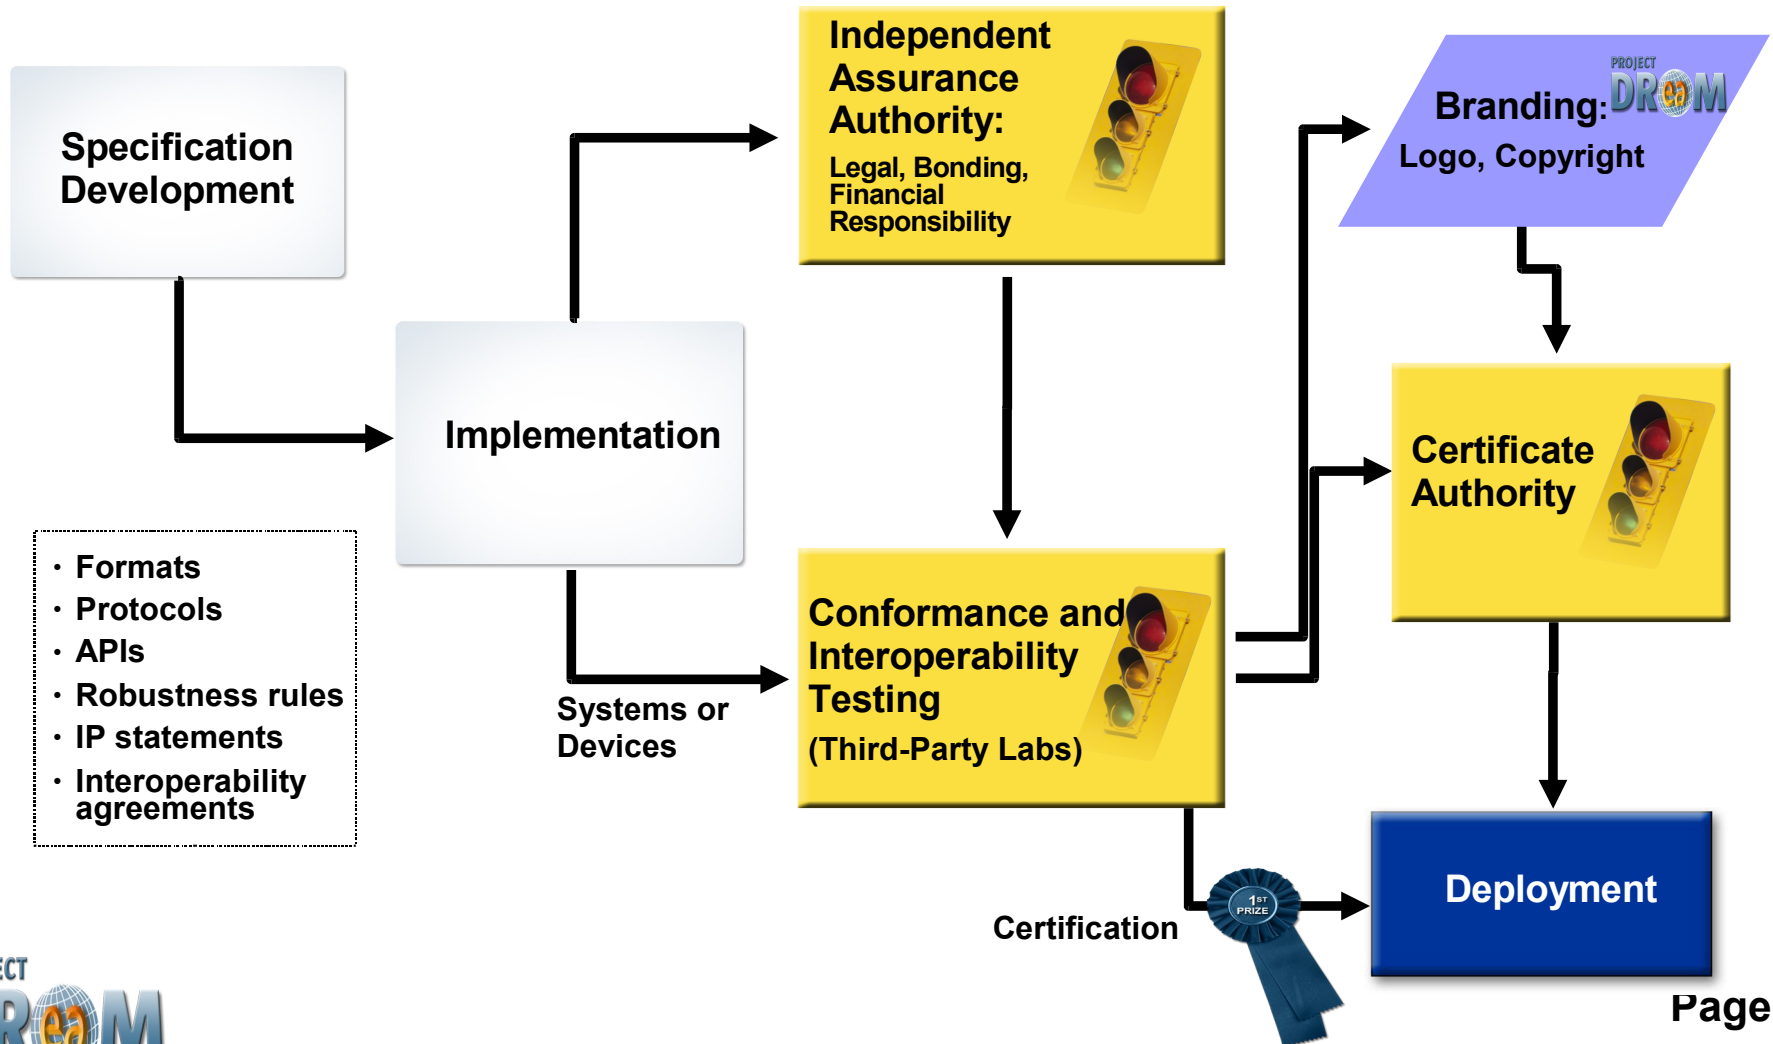 Specification
Development
Implementation
· Formats
· Protocols
· APIs
· Robustness rules
· IP statements
· Interoperability
agreements
Independent
Assurance
Authority:
Legal, Bonding,
Financial
Responsibility
Systems or
Devices
Conformance and
Interoperability
Testing
(Third-Party Labs)
PROJECT
DReaM
Branding:
Logo, Copyright
Certificate
Authority
Certification
1ST
PRIZE
Deployment
Page